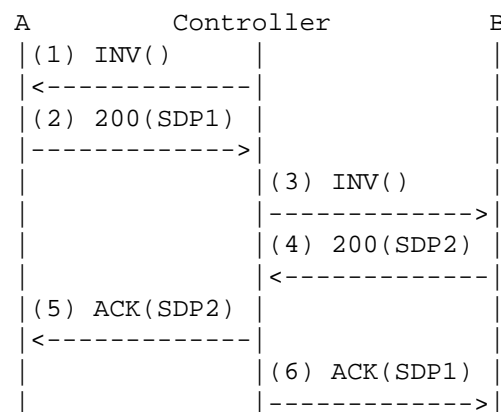 A Controller B
(1) INV()
(2) 200(SDP1)
(3) INV()
(4) 200(SDP2)
(5) ACK(SDP2)
(6) ACK(SDP1)